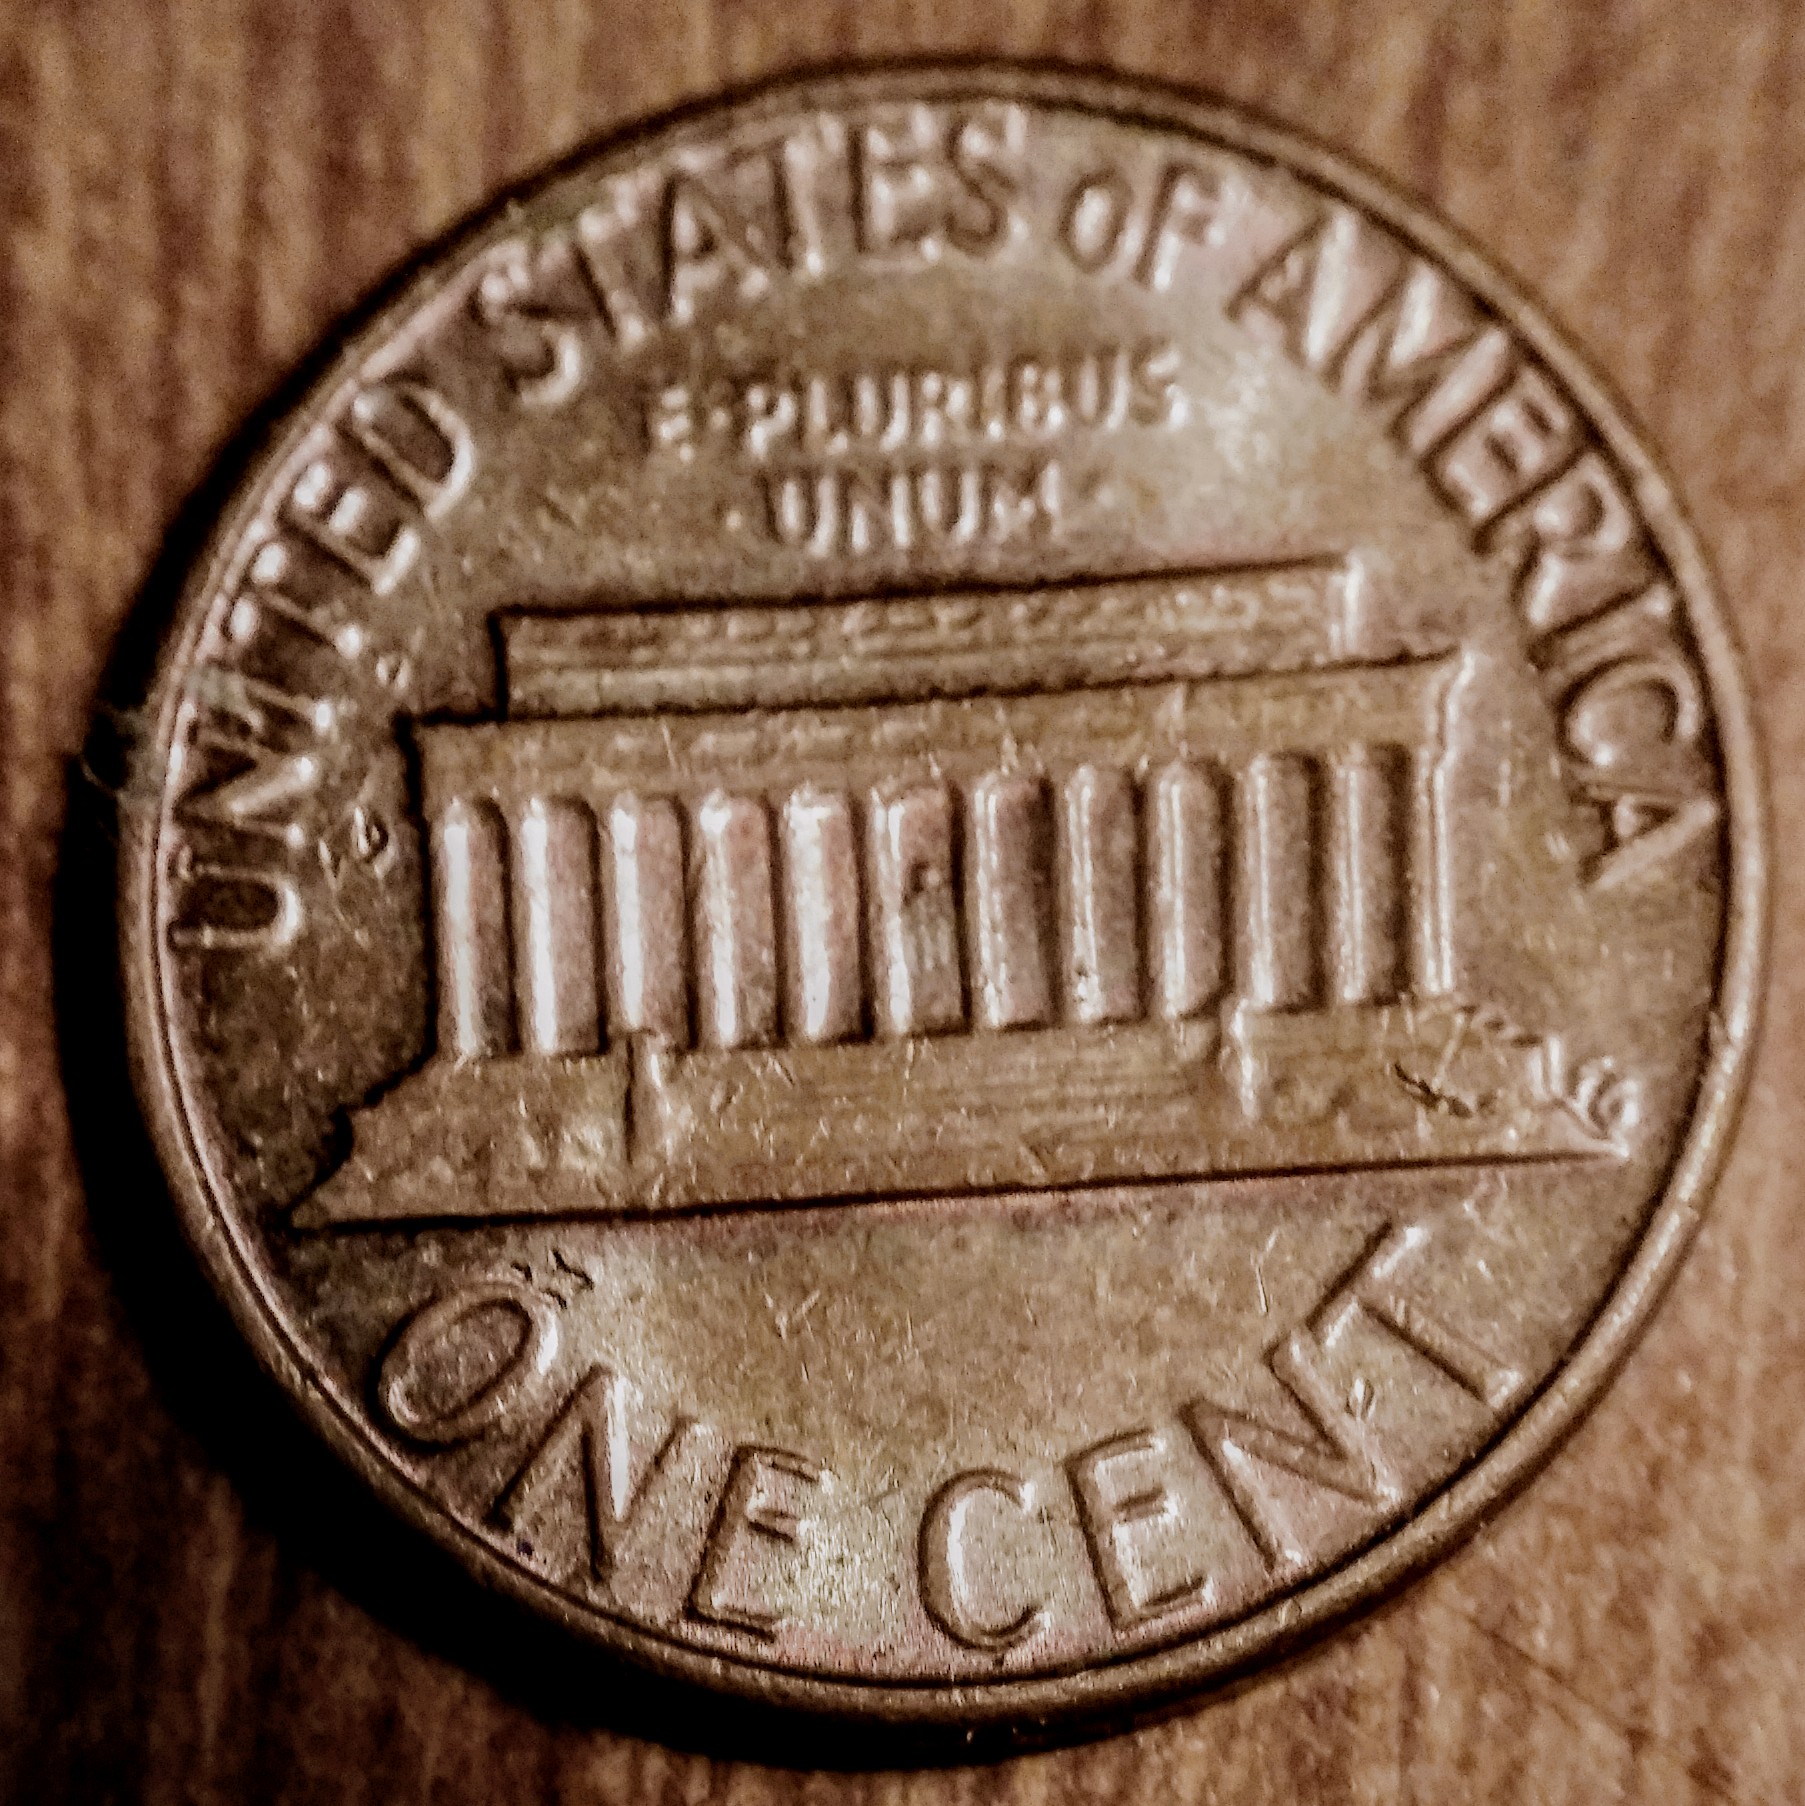 UNITED STATES OF AMERICA
E·PLURIBUS
UNUM
ONE CENT